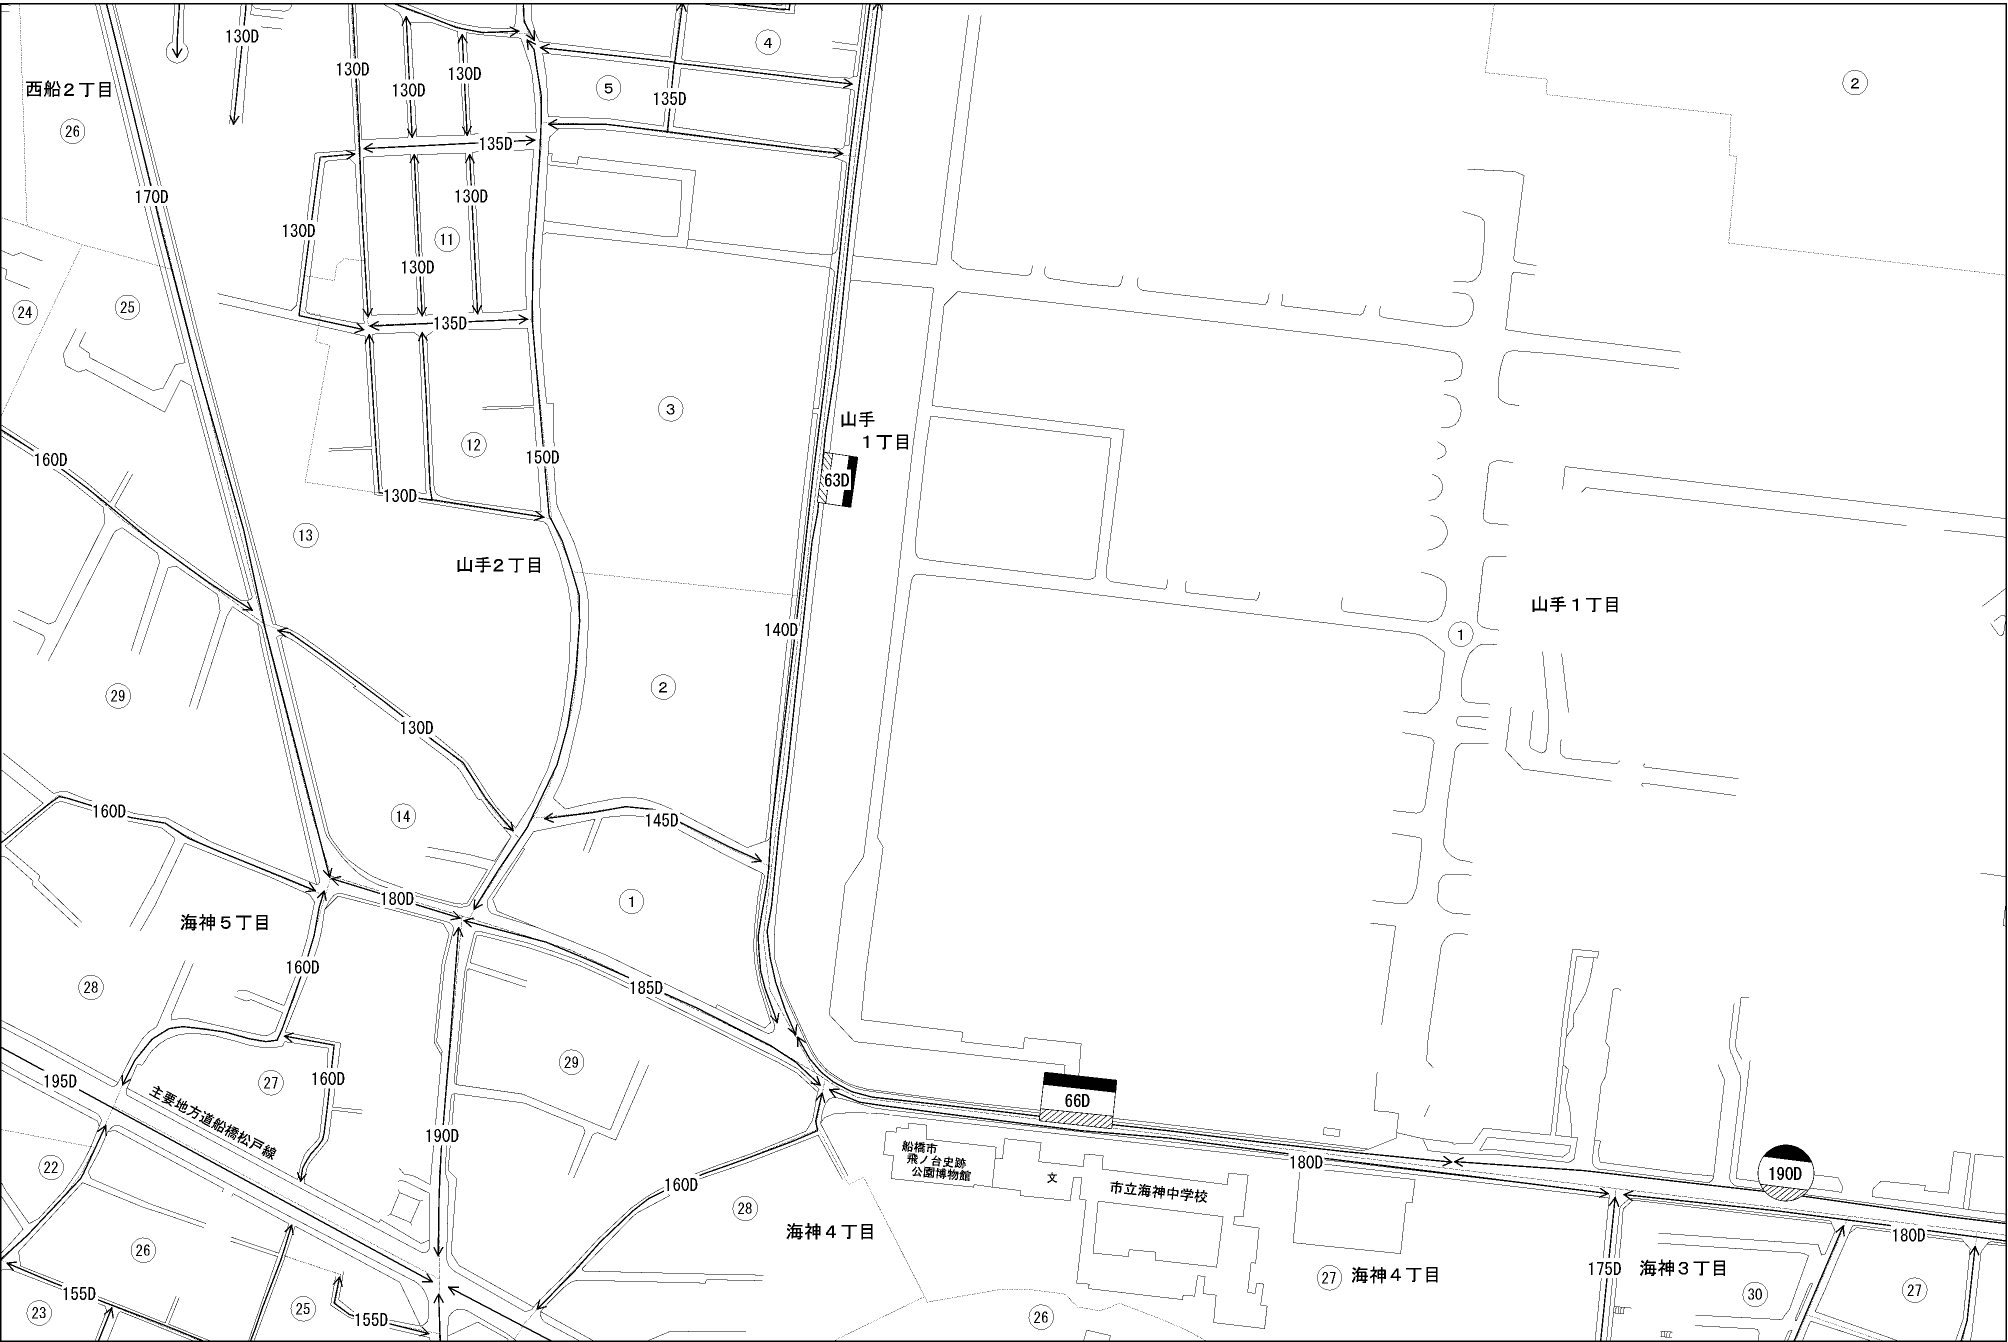 130D
4
130D
130D
130D
2
西船２丁目
5
130D
135D
26
135D
170D
130D
130D
11
130D
25
24
135D
3
山手
１丁目
12
160D
150D
63D
130D
13
山手２丁目
山手１丁目
140D
1
2
29
130D
160D
14
145D
180D
1
海神５丁目
160D
28
185D
29
195D
27
160D
主要地方道船橋松戸線
66D
190D
船橋市
飛ノ台史跡
公園博物館
180D
190D
22
文
160D
市立海神中学校
28
海神４丁目
180D
26
175D
海神３丁目
27
海神４丁目
155D
30
27
23
25
155D
26